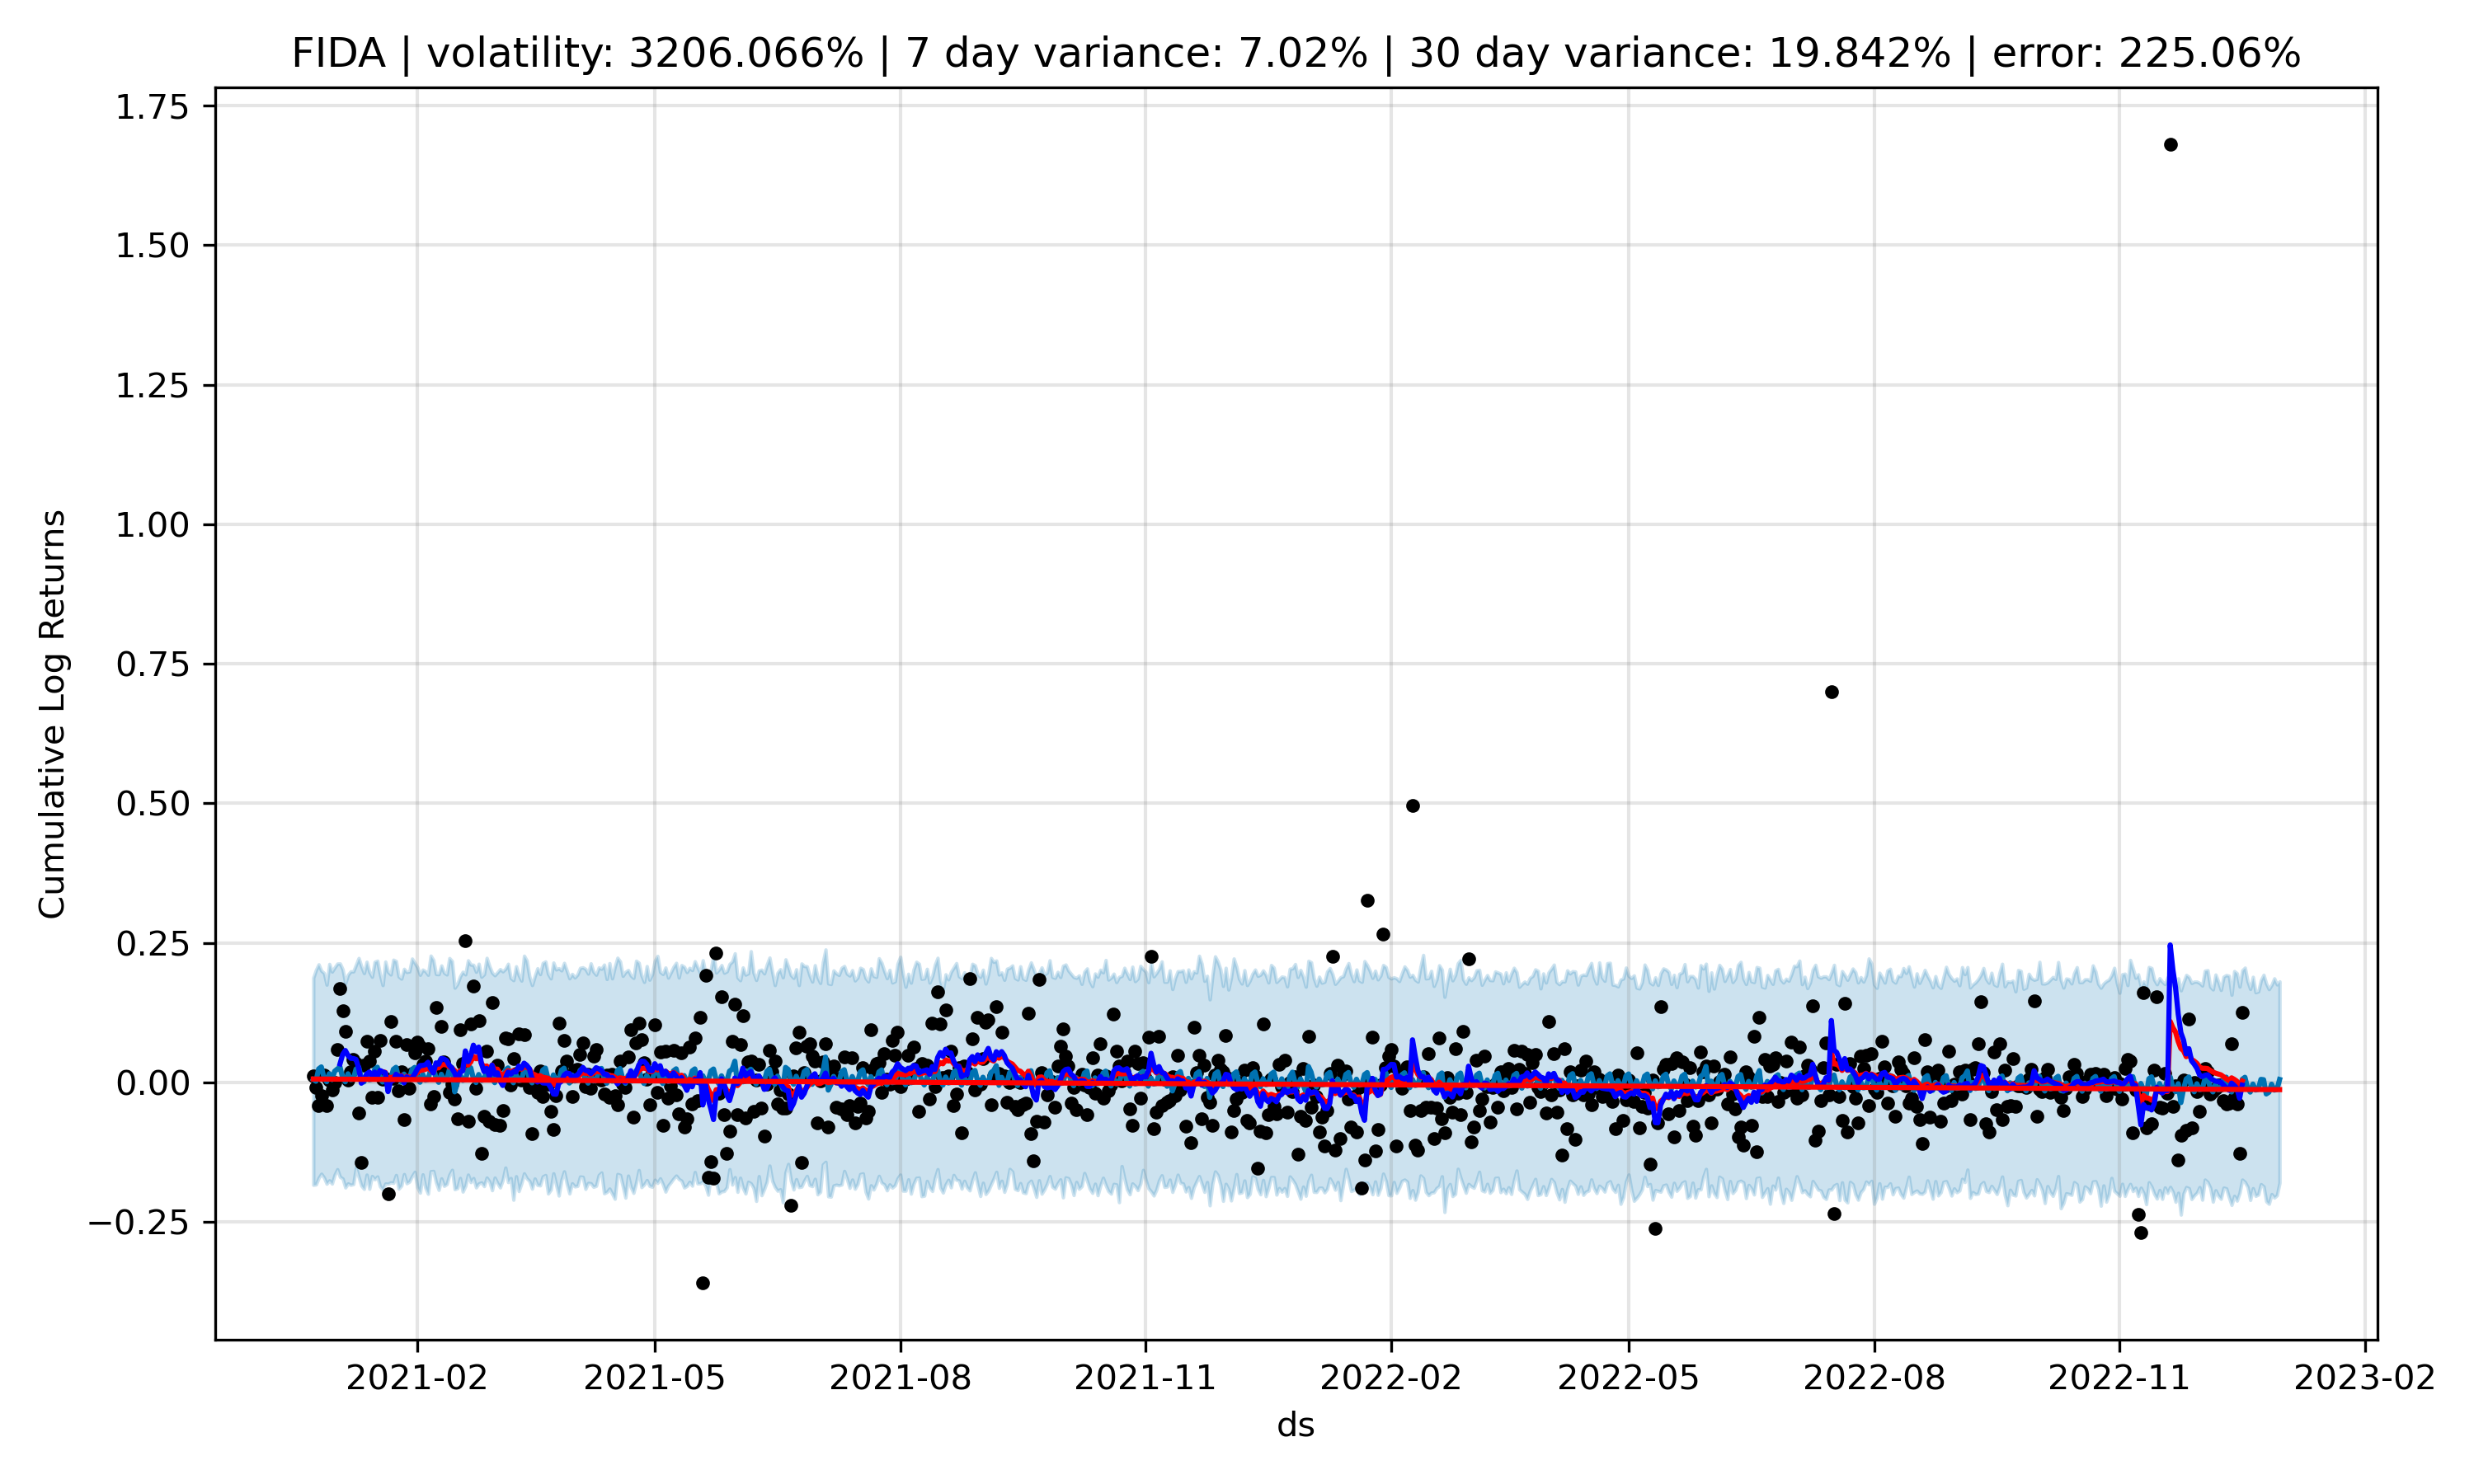 FIDA | volatility: 3206.066% | 7 day variance: 7.02% | 30 day variance: 19.842% | error: 225.06%
1.75
1.50
1.25
1.00
0.75
0.50
0.25
0.00
−0.25
Cumulative Log Returns
2021-02 2021-05 2021-08 2021-11 2022-02 2022-05 2022-08 2022-11 2023-02
ds